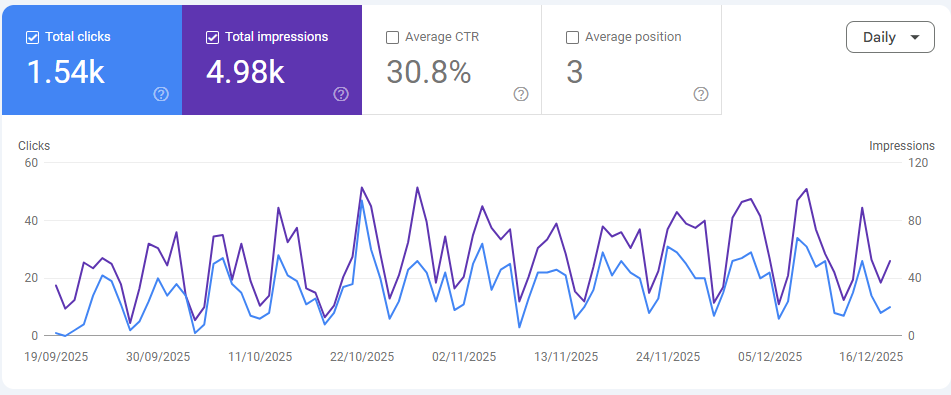 Total clicks
1.54k
Total impressions
4.98k
Average CTR
30.8%
Average position
3
Daily
Clicks
Impressions
60
120
40
80
20
40
0
0
19/09/2025 30/09/2025 11/10/2025 22/10/2025 02/11/2025 13/11/2025 24/11/2025 05/12/2025 16/12/2025